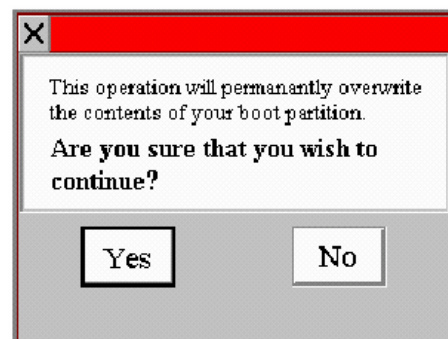 This operation will permanantly overwrite
the contents of your boot partition.
Are you sure that you wish to
continue?
Yes No